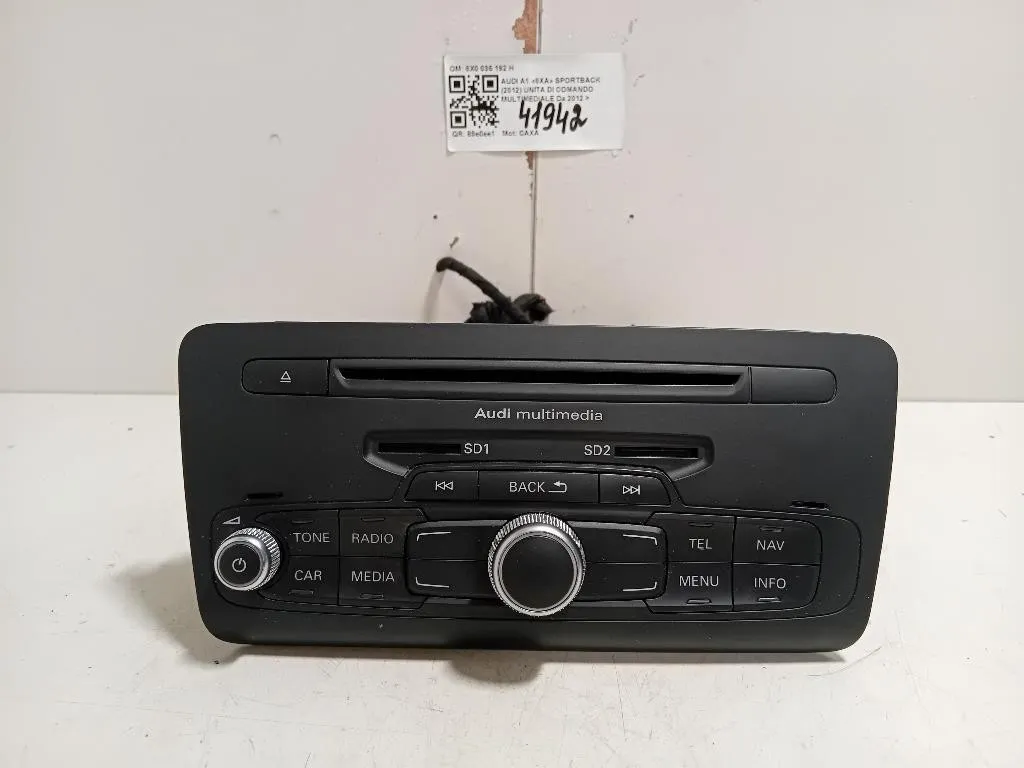 OM: 8X0 035 192 H
AUDI A1 «8XA» SPORTBACK
(2012) UNITA DI COMANDO
MULTIMEDIALE Da 2012 >
41942
QR: 89e6ee1 Mot: CAXA
Audi multimedia
SD1 SD2
BACK
TONE RADIO TEL NAV
CAR MEDIA MENU INFO